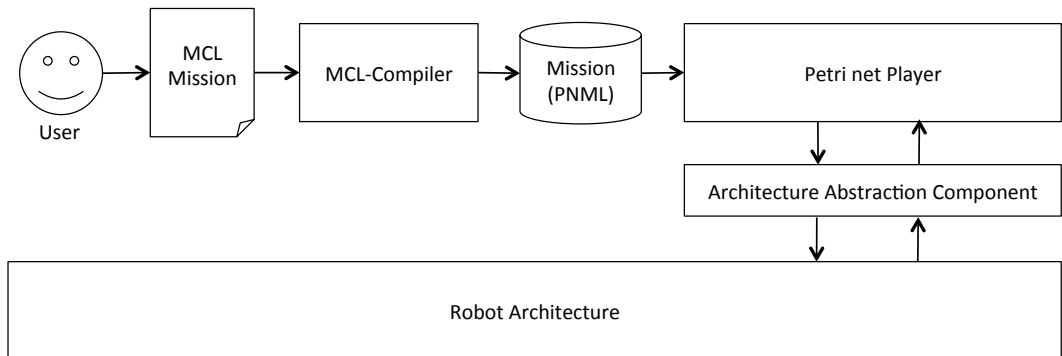 User
MCL
Mission
MCL-Compiler
Mission
(PNML)
Petri net Player
Architecture Abstraction Component
Robot Architecture